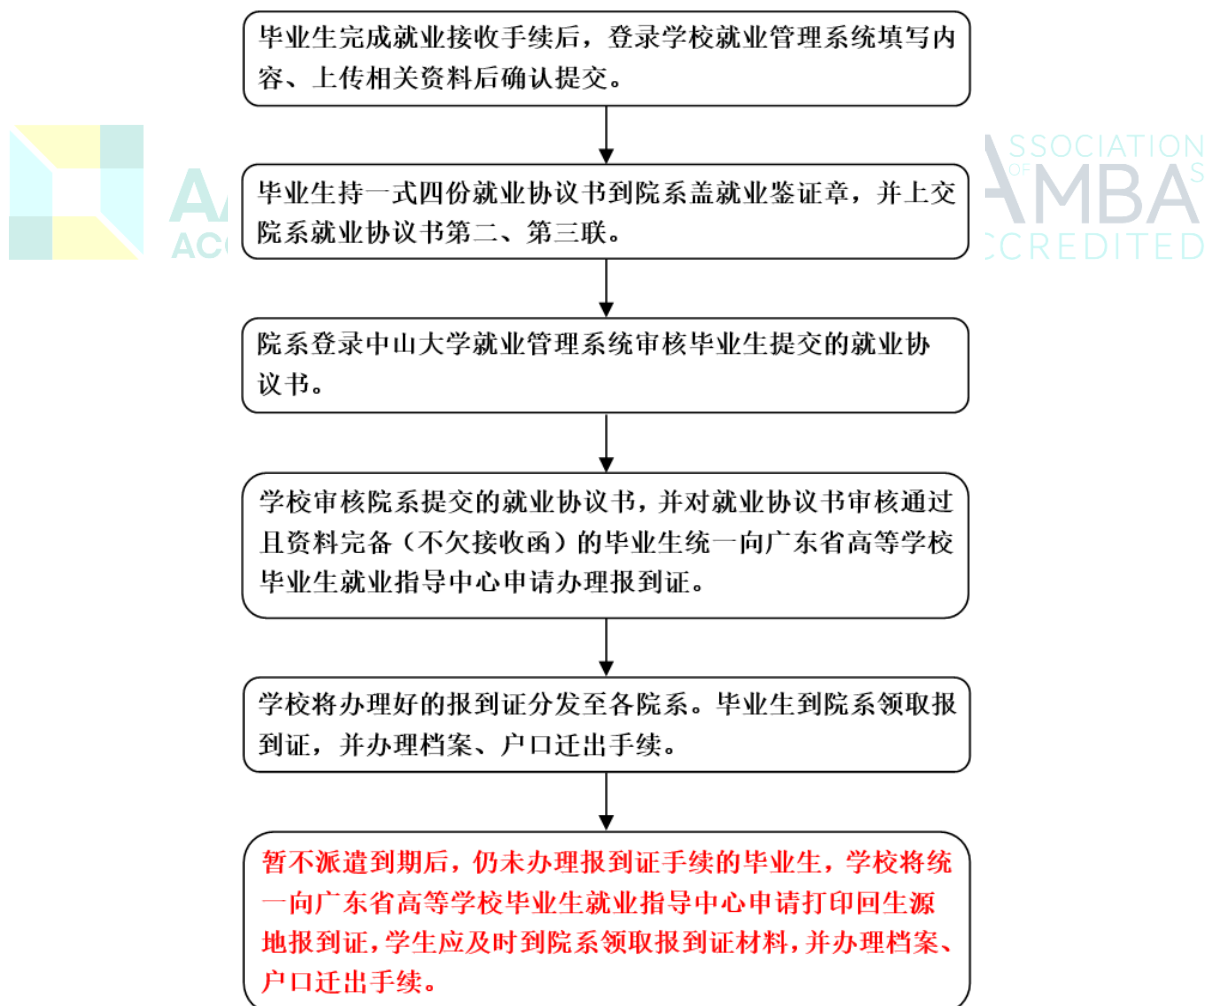 毕业生完成就业接收手续后，登录学校就业管理系统填写内
容、上传相关资料后确认提交。
SSOCIATION
OF
S
AMBA
CCREDITED
AA
ACC
毕业生持一式四份就业协议书到院系盖就业鉴证章，并上交
院系就业协议书第二、第三联。
院系登录中山大学就业管理系统审核毕业生提交的就业协
议书。
学校审核院系提交的就业协议书，并对就业协议书审核通过
且资料完备（不欠接收函）的毕业生统一向广东省高等学校
毕业生就业指导中心申请办理报到证。
学校将办理好的报到证分发至各院系。毕业生到院系领取报
到证，并办理档案、户口迁出手续。
暂不派遣到期后，仍未办理报到证手续的毕业生，学校将统
一向广东省高等学校毕业生就业指导中心申请打印回生源
地报到证，学生应及时到院系领取报到证材料，并办理档案、
户口迁出手续。